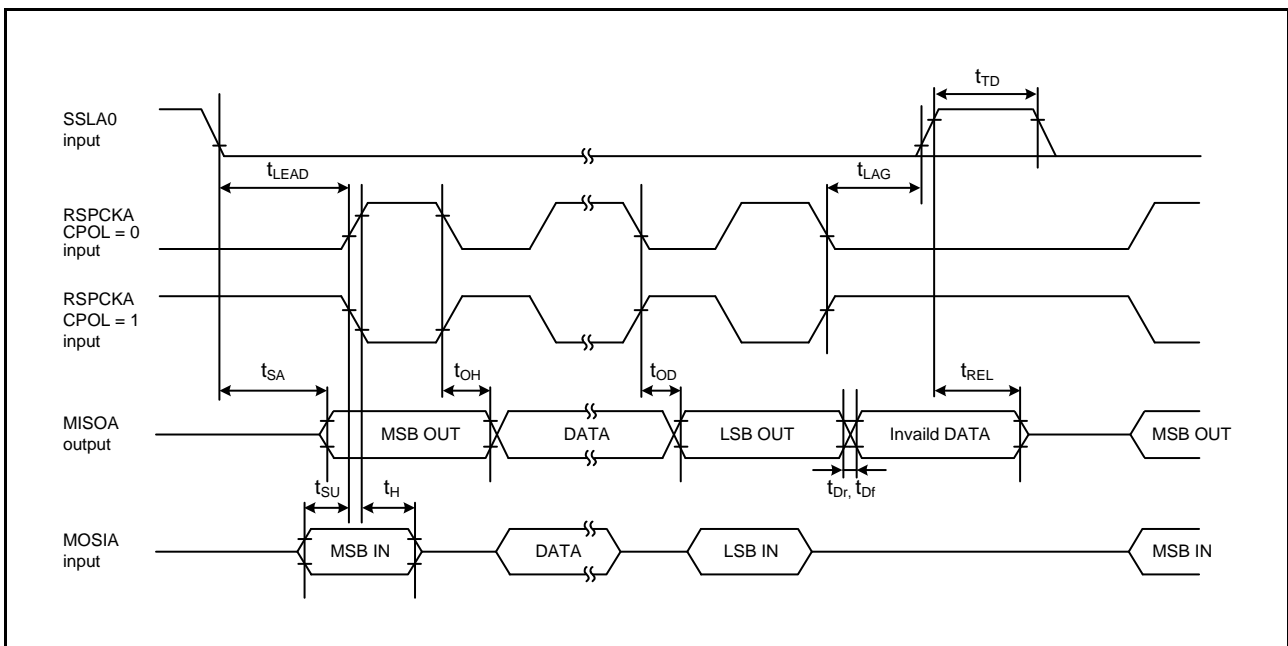 tTD
SSLA0
input
tLEAD
tLAG
RSPCKA
CPOL = 0
input
RSPCKA
CPOL = 1
input
tSA
tOH
tOD
tREL
MISOA
output
MSB OUT
DATA
LSB OUT
Invaild DATA
MSB OUT
tSU
tH
tDr, tDf
MOSIA
input
MSB IN
DATA
LSB IN
MSB IN